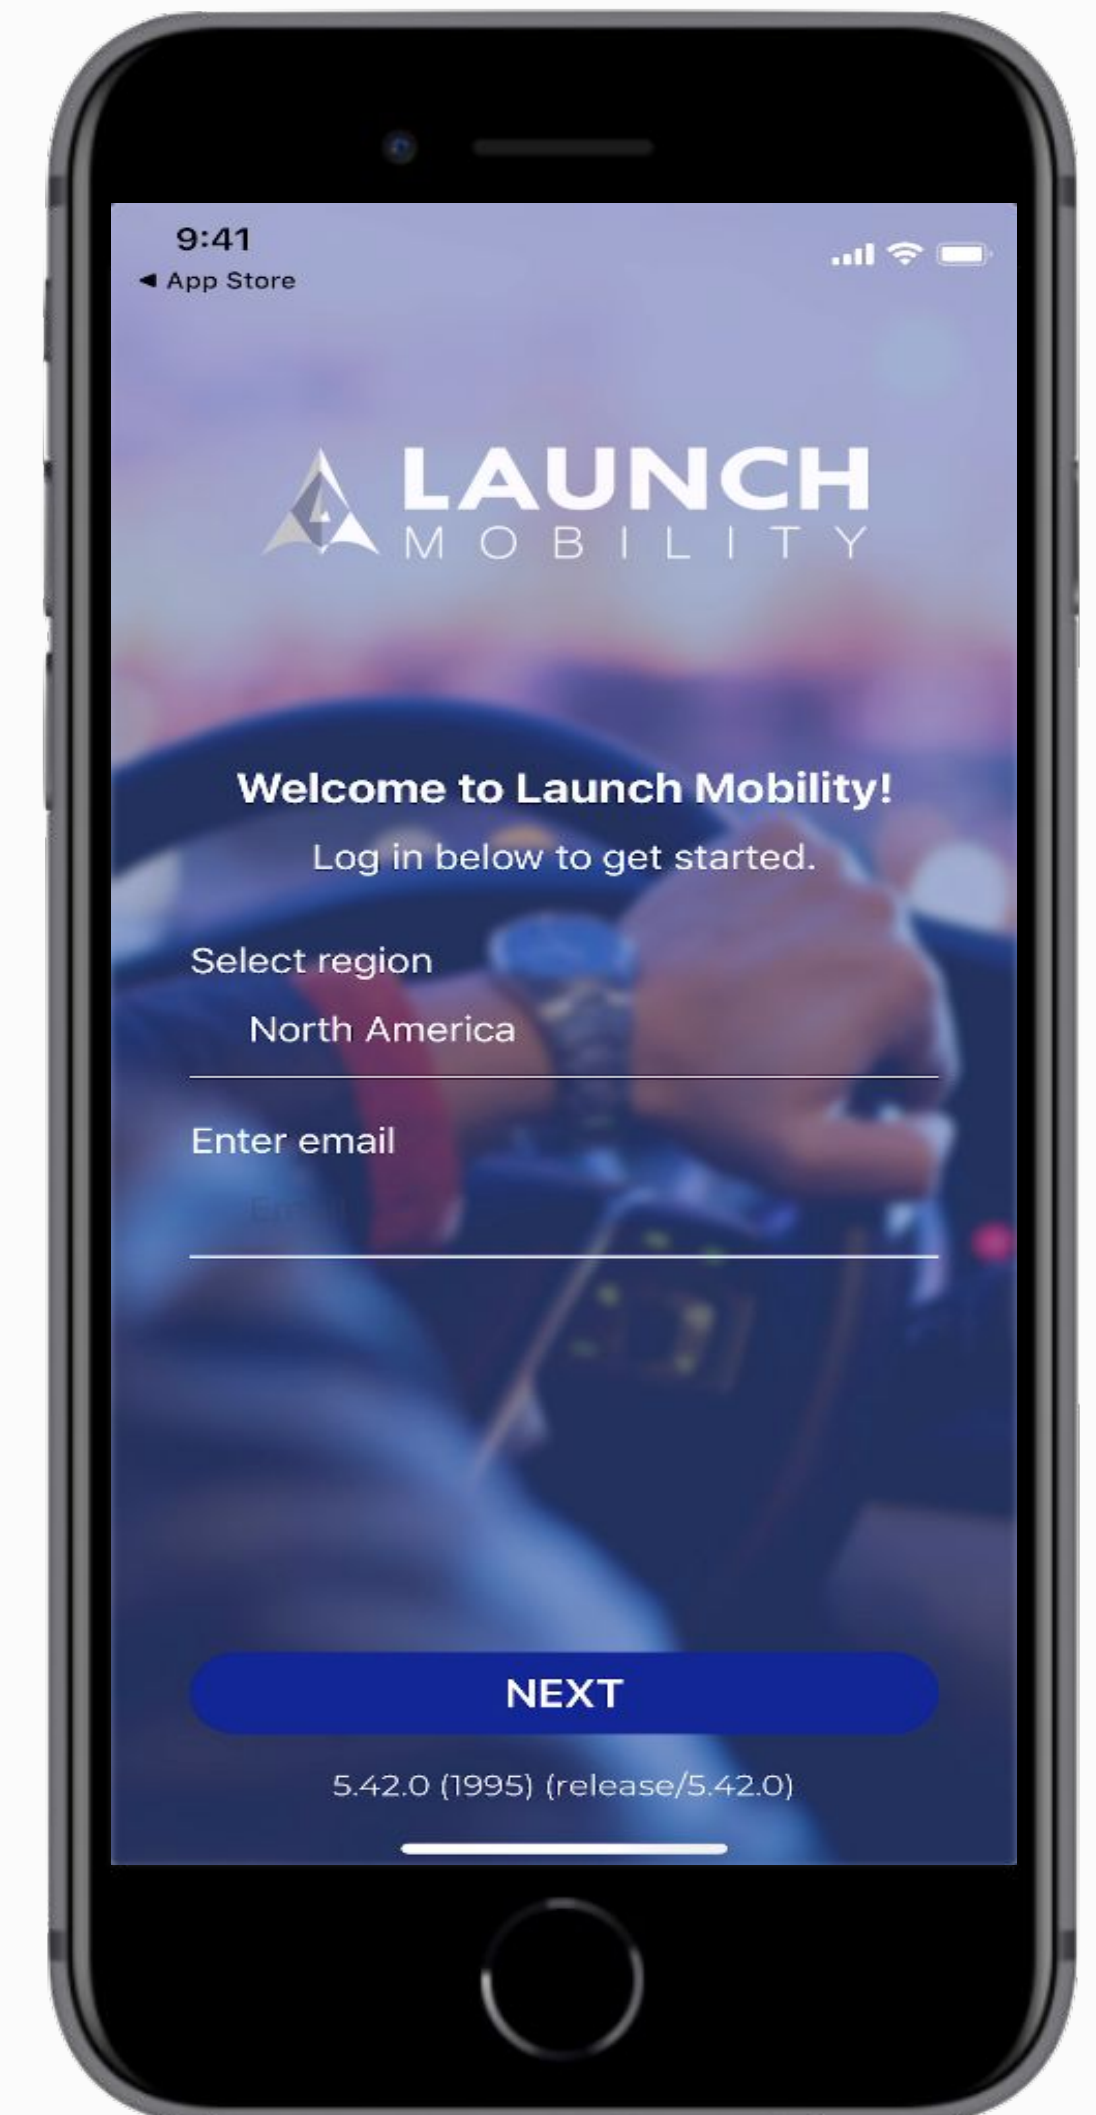 9:41
◀ App Store
LAUNCH
MOBILITY
Welcome to Launch Mobility!
Log in below to get started.
Select region
North America
Enter email
Email
NEXT
5.42.0 (1995) (release/5.42.0)